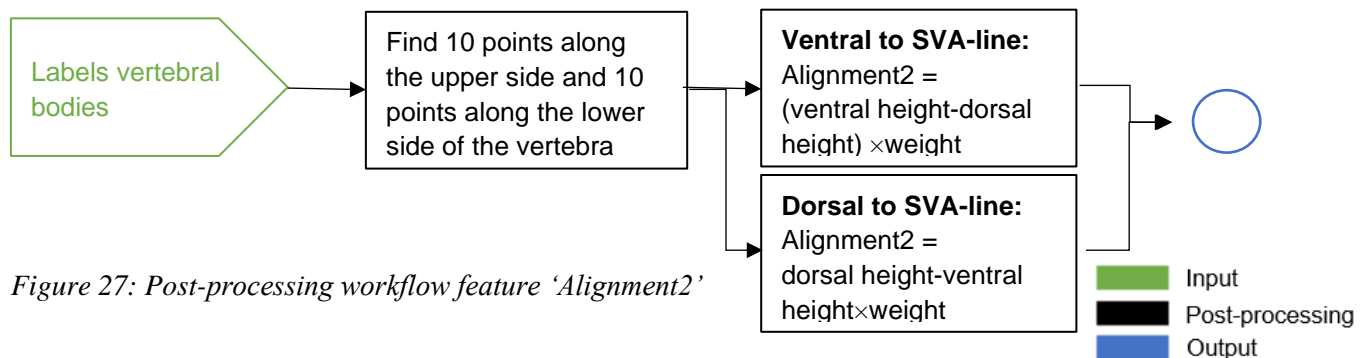 Labels vertebral
bodies
Find 10 points along
the upper side and 10
points along the lower
side of the vertebra
Ventral to SVA-line:
Alignment2 =
(ventral height-dorsal
height) ×weight
Dorsal to SVA-line:
Alignment2 =
dorsal height-ventral
height×weight
Figure 27: Post-processing workflow feature ‘Alignment2’
Input
Post-processing
Output